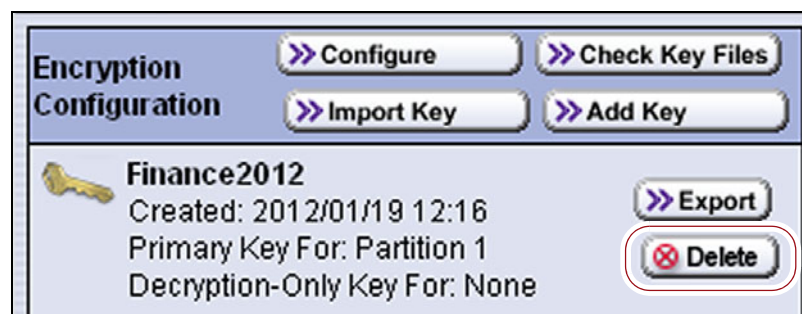 Encryption Configuration
Configure
Check Key Files
Import Key
Add Key
Finance2012
Created: 2012/01/19 12:16
Primary Key For: Partition 1
Decryption-Only Key For: None
Export
Delete